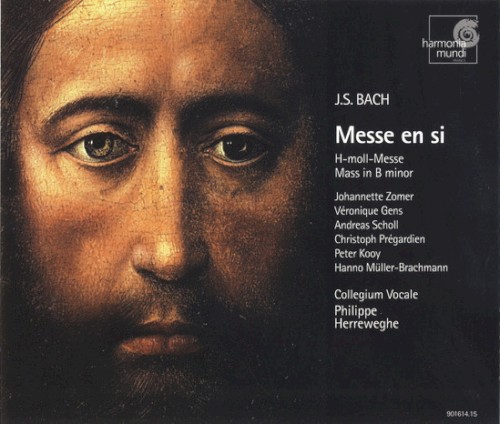 harmonia
mundi
J.S. BACH
Messe en si
H-moll-Messe
Mass in B minor
Johannette Zomer
Véronique Gens
Andreas Scholl
Christoph Prégardien
Peter Kooy
Hanno Müller-Brachmann
Collegium Vocale
Philippe
Herreweghe
901614.15